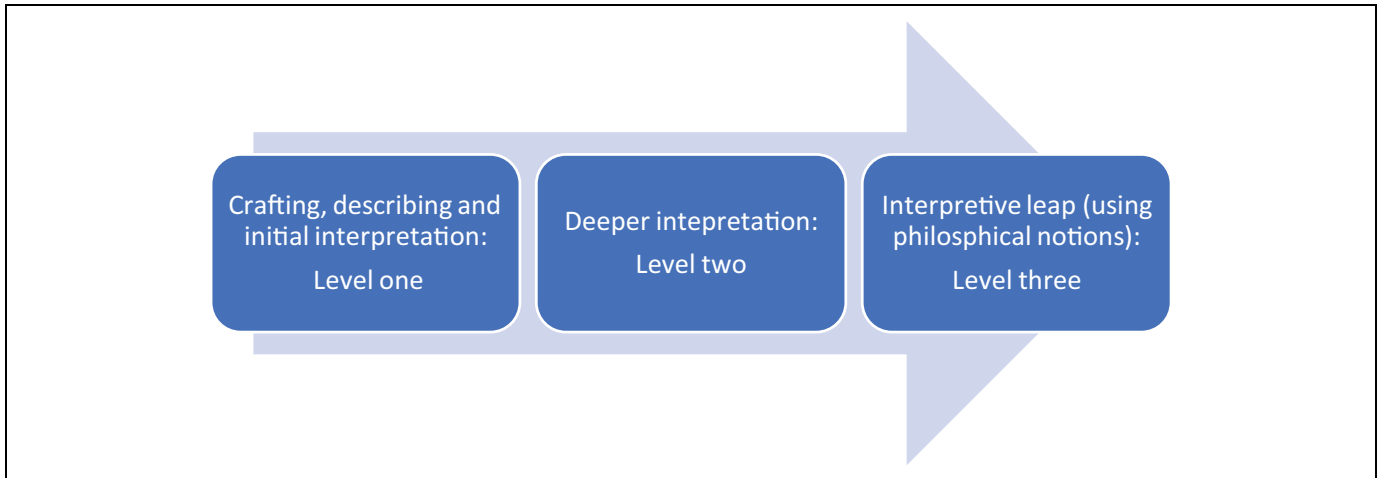 Crafting, describing and
initial interpretation:
Level one
Deeper intepretation:
Level two
Interpretive leap (using
philosphical notions):
Level three